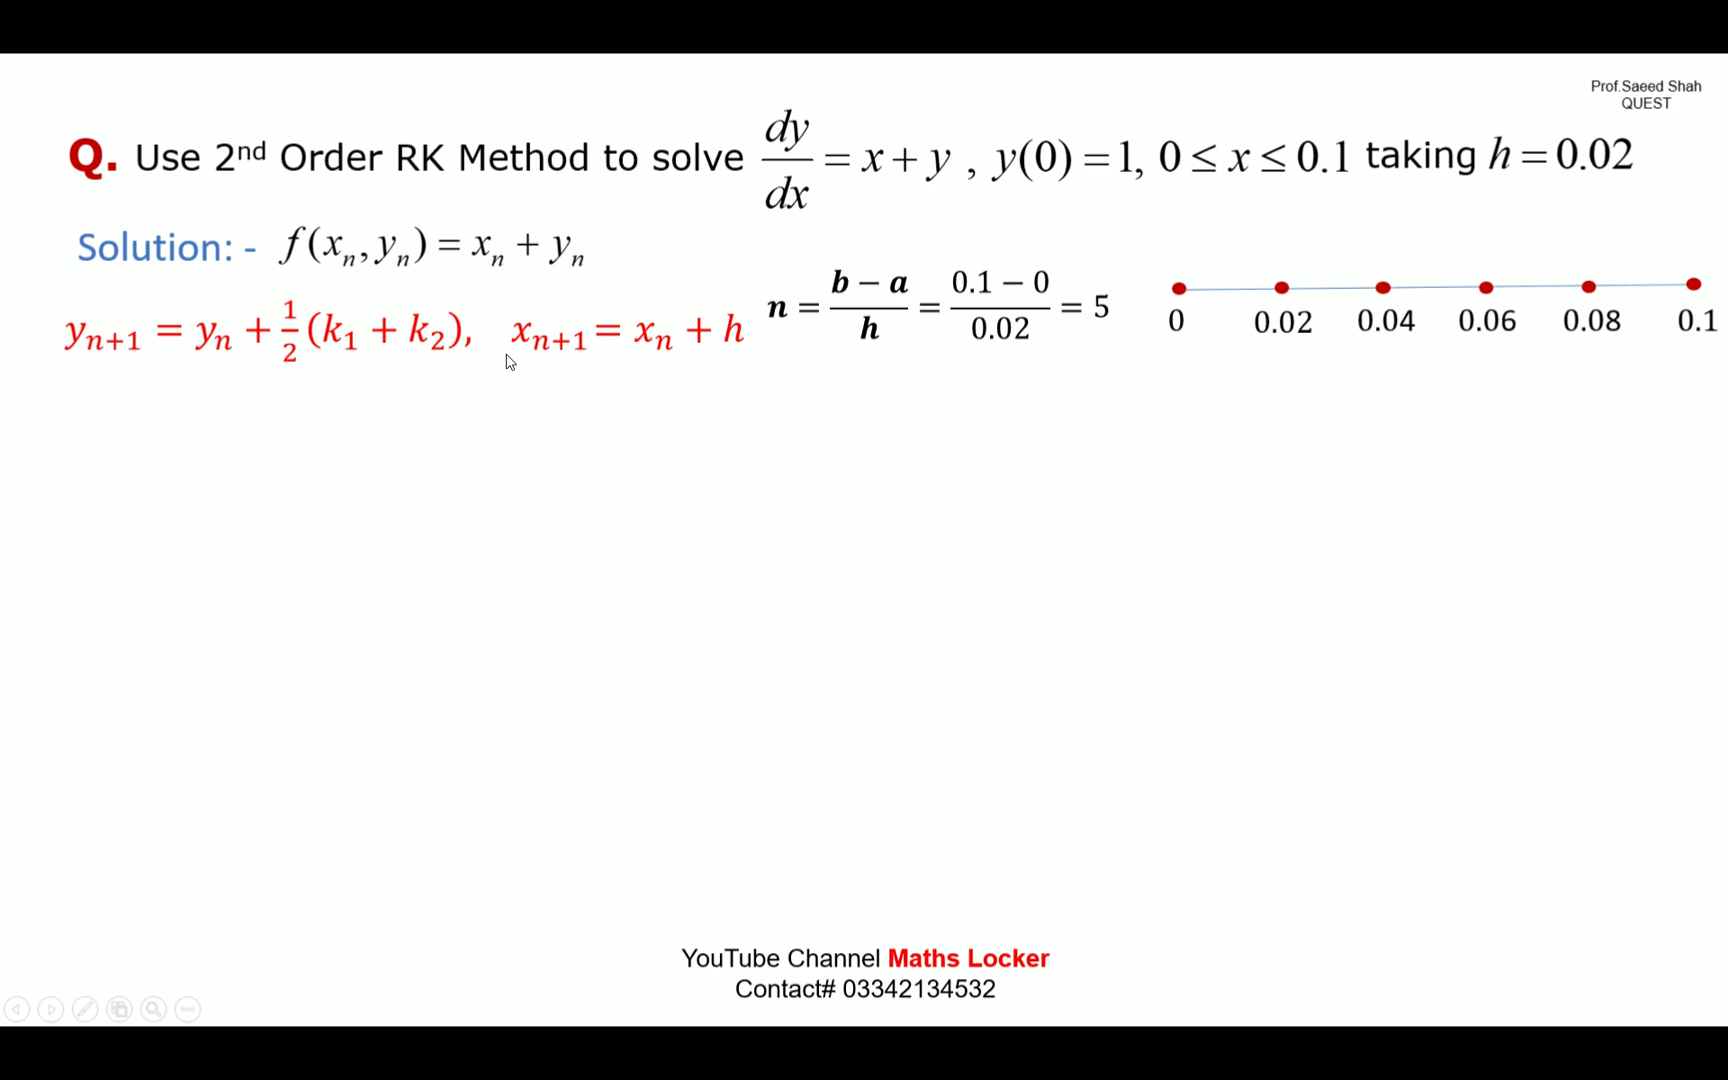 Prof.Saeed Shah
QUEST
Q. Use 2nd Order RK Method to solve dy/dx = x + y , y(0) = 1, 0 ≤ x ≤ 0.1 taking h = 0.02
Solution: - f(xₙ, yₙ) = xₙ + yₙ
yₙ₊₁ = yₙ + 1/2 (k₁ + k₂), xₙ₊₁ = xₙ + h
n = (b − a)/h = (0.1 − 0)/0.02 = 5
0 0.02 0.04 0.06 0.08 0.1
YouTube Channel Maths Locker
Contact# 03342134532